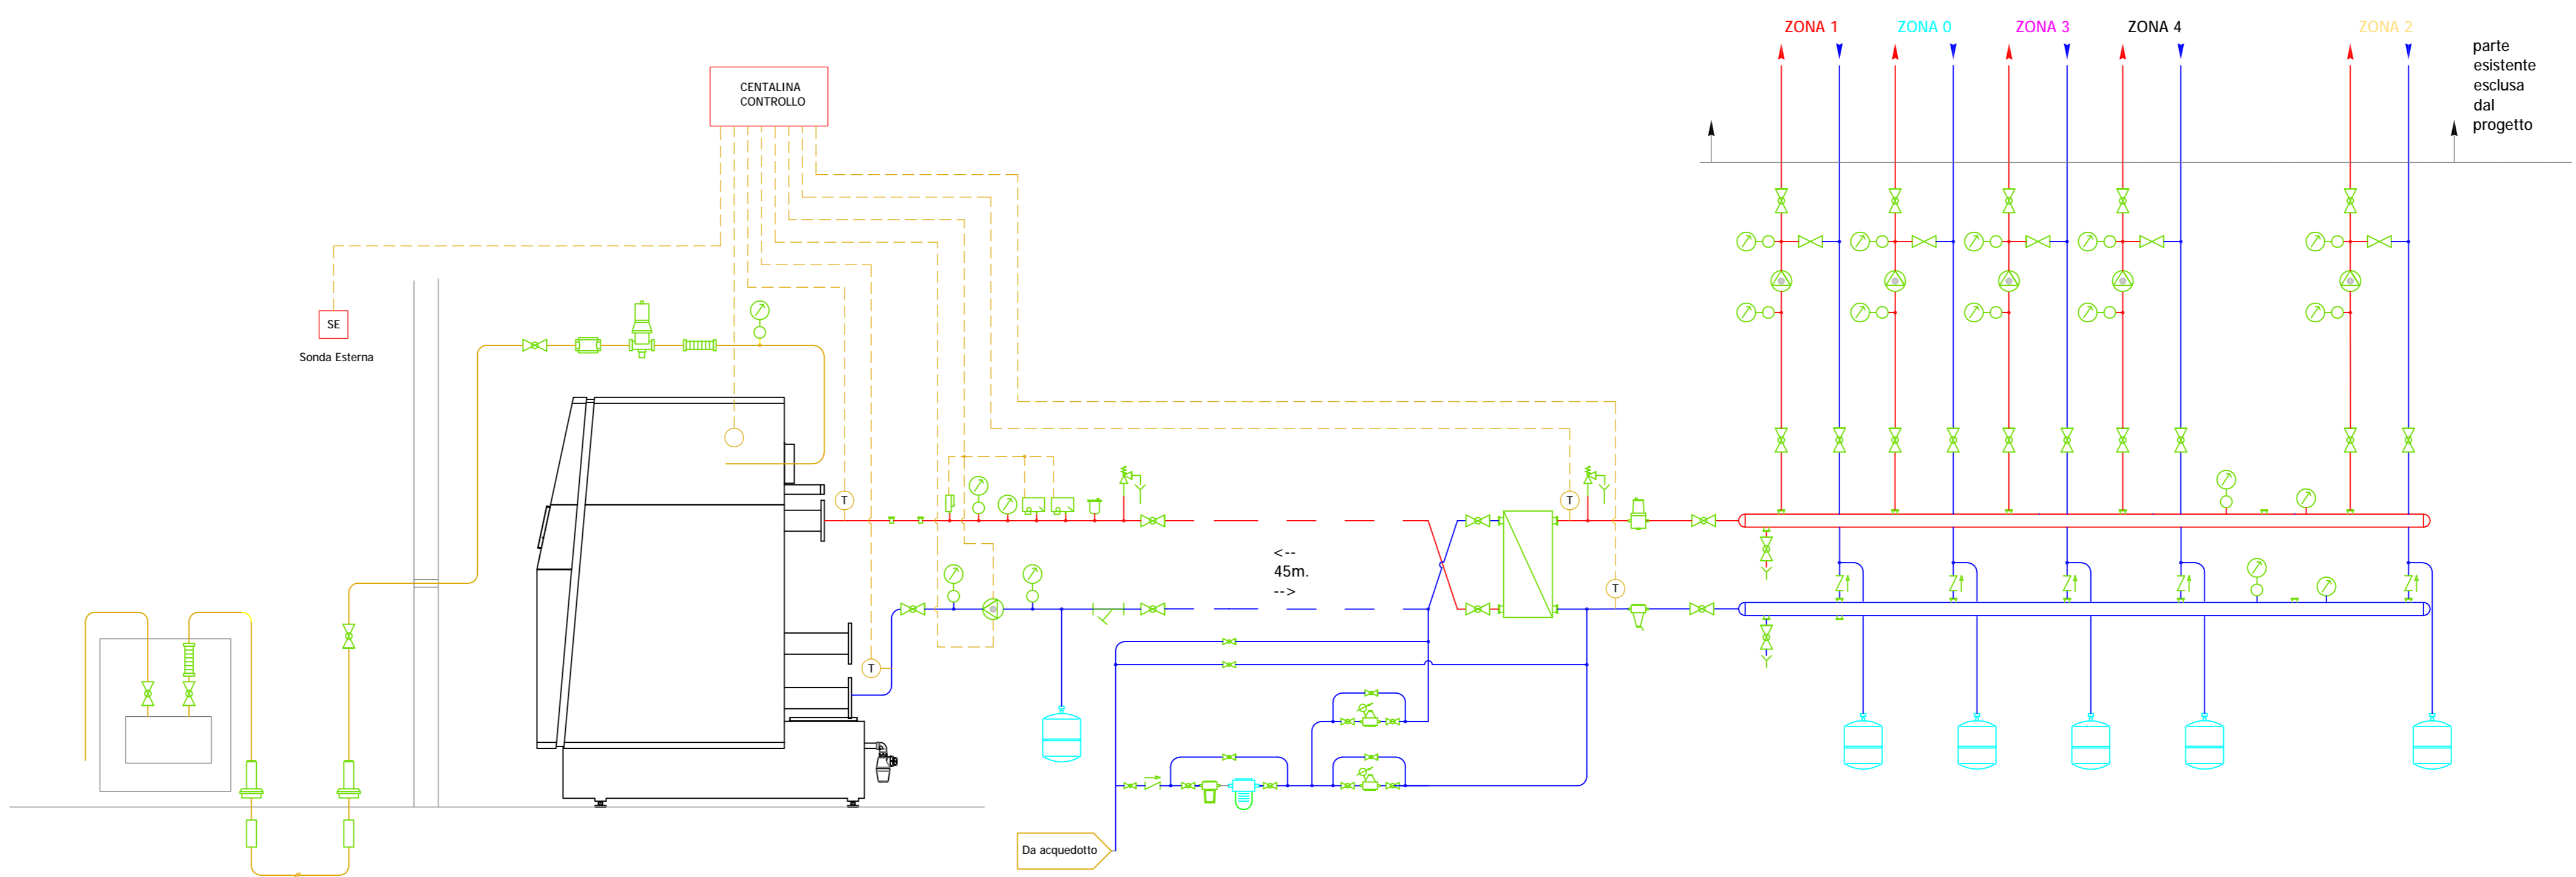 ZONA 1
ZONA 0
ZONA 3
ZONA 4
ZONA 2
parte
esistente
esclusa
dal
progetto
CENTALINA
CONTROLLO
SE
Sonda Esterna
T
T
T
T
<--
45m.
-->
Da acquedotto